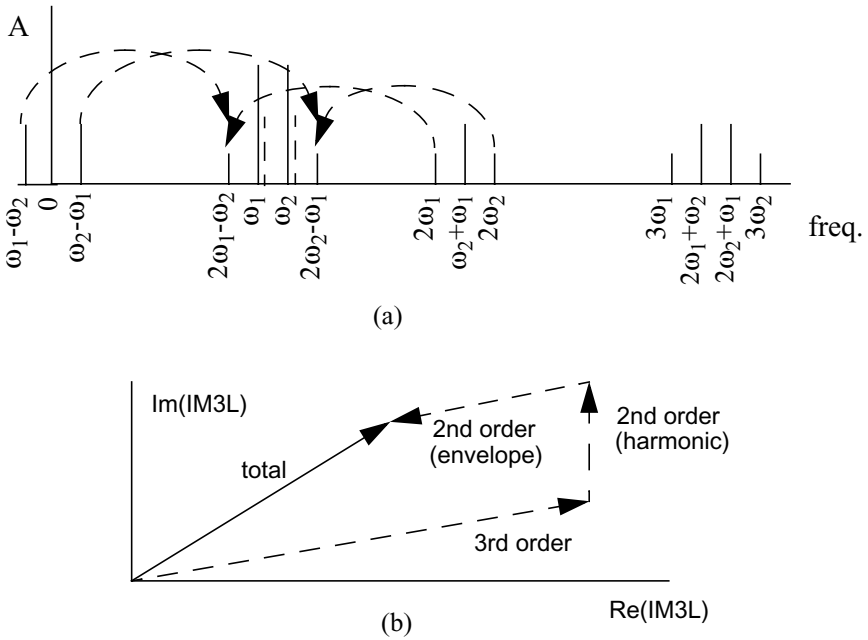 A
ω1-ω2
0
ω2-ω1
2ω1-ω2
ω1
ω2
2ω2-ω1
2ω1
ω2+ω1
2ω2
3ω1
2ω1+ω2
2ω2+ω1
3ω2
freq.
(a)
Im(IM3L)
total
2nd order
(envelope)
2nd order
(harmonic)
3rd order
Re(IM3L)
(b)